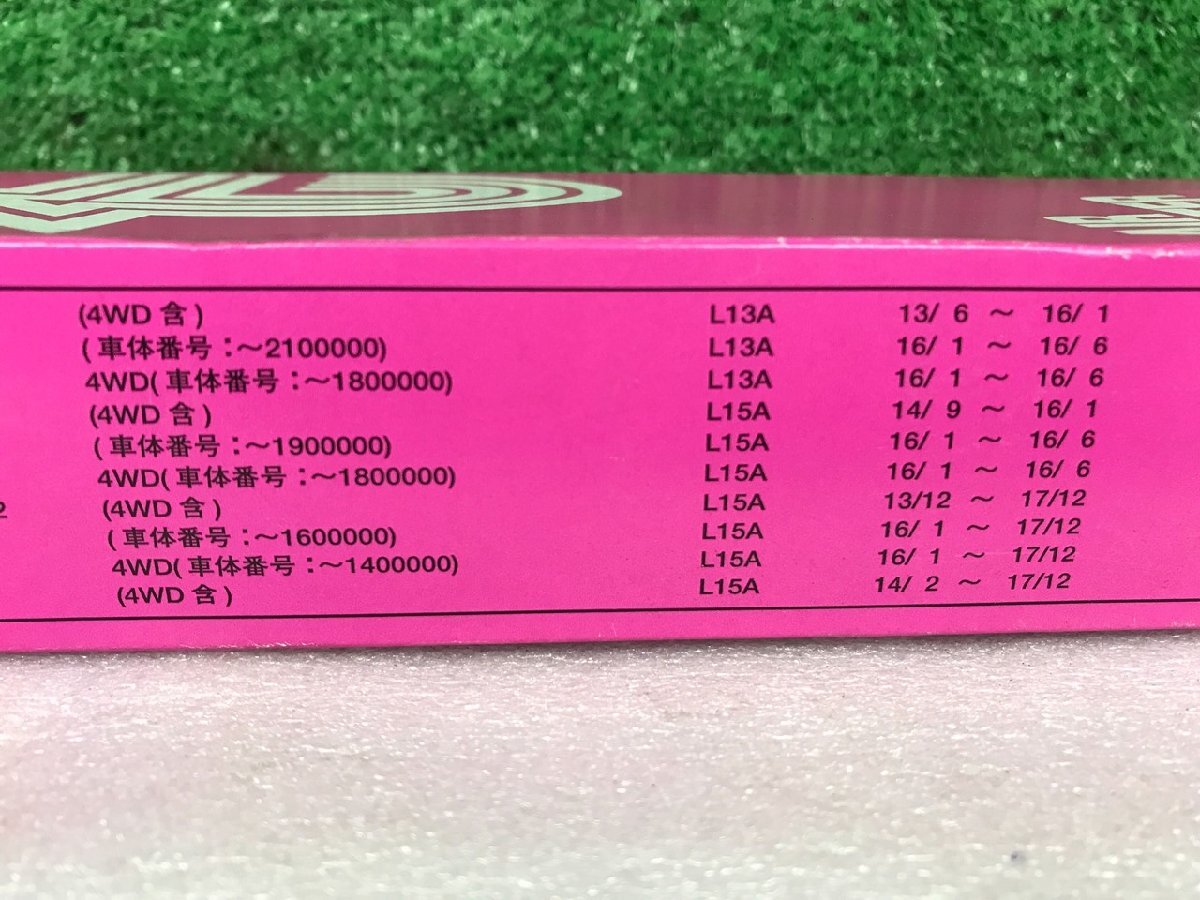 (4WD 含) L13A 13/ 6 ～ 16/ 1
(車体番号:～2100000) L13A 16/ 1 ～ 16/ 6
4WD(車体番号:～1800000) L13A 16/ 1 ～ 16/ 6
(4WD 含) L15A 14/ 9 ～ 16/ 1
(車体番号:～1900000) L15A 16/ 1 ～ 16/ 6
4WD(車体番号:～1800000) L15A 16/ 1 ～ 16/ 6
2 (4WD 含) L15A 13/12 ～ 17/12
(車体番号:～1600000) L15A 16/ 1 ～ 17/12
4WD(車体番号:～1400000) L15A 16/ 1 ～ 17/12
(4WD 含) L15A 14/ 2 ～ 17/12